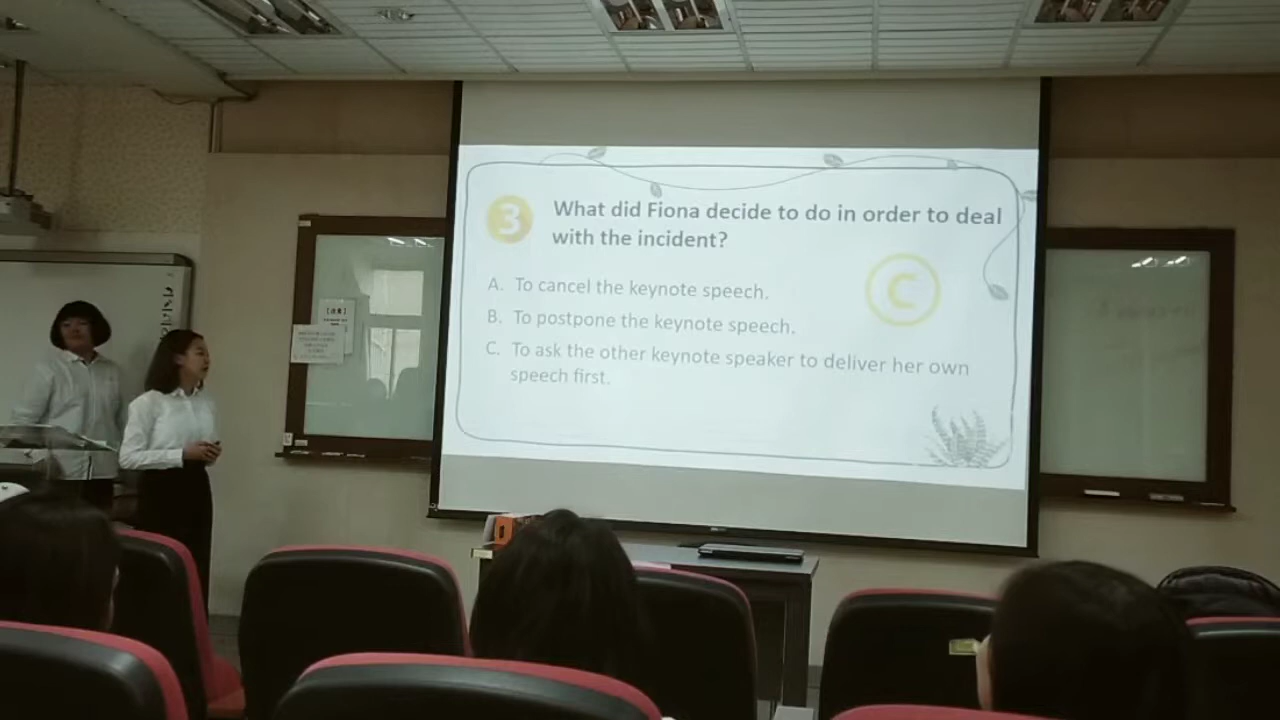 3
What did Fiona decide to do in order to deal
with the incident?
C
A. To cancel the keynote speech.
B. To postpone the keynote speech.
C. To ask the other keynote speaker to deliver her own
speech first.